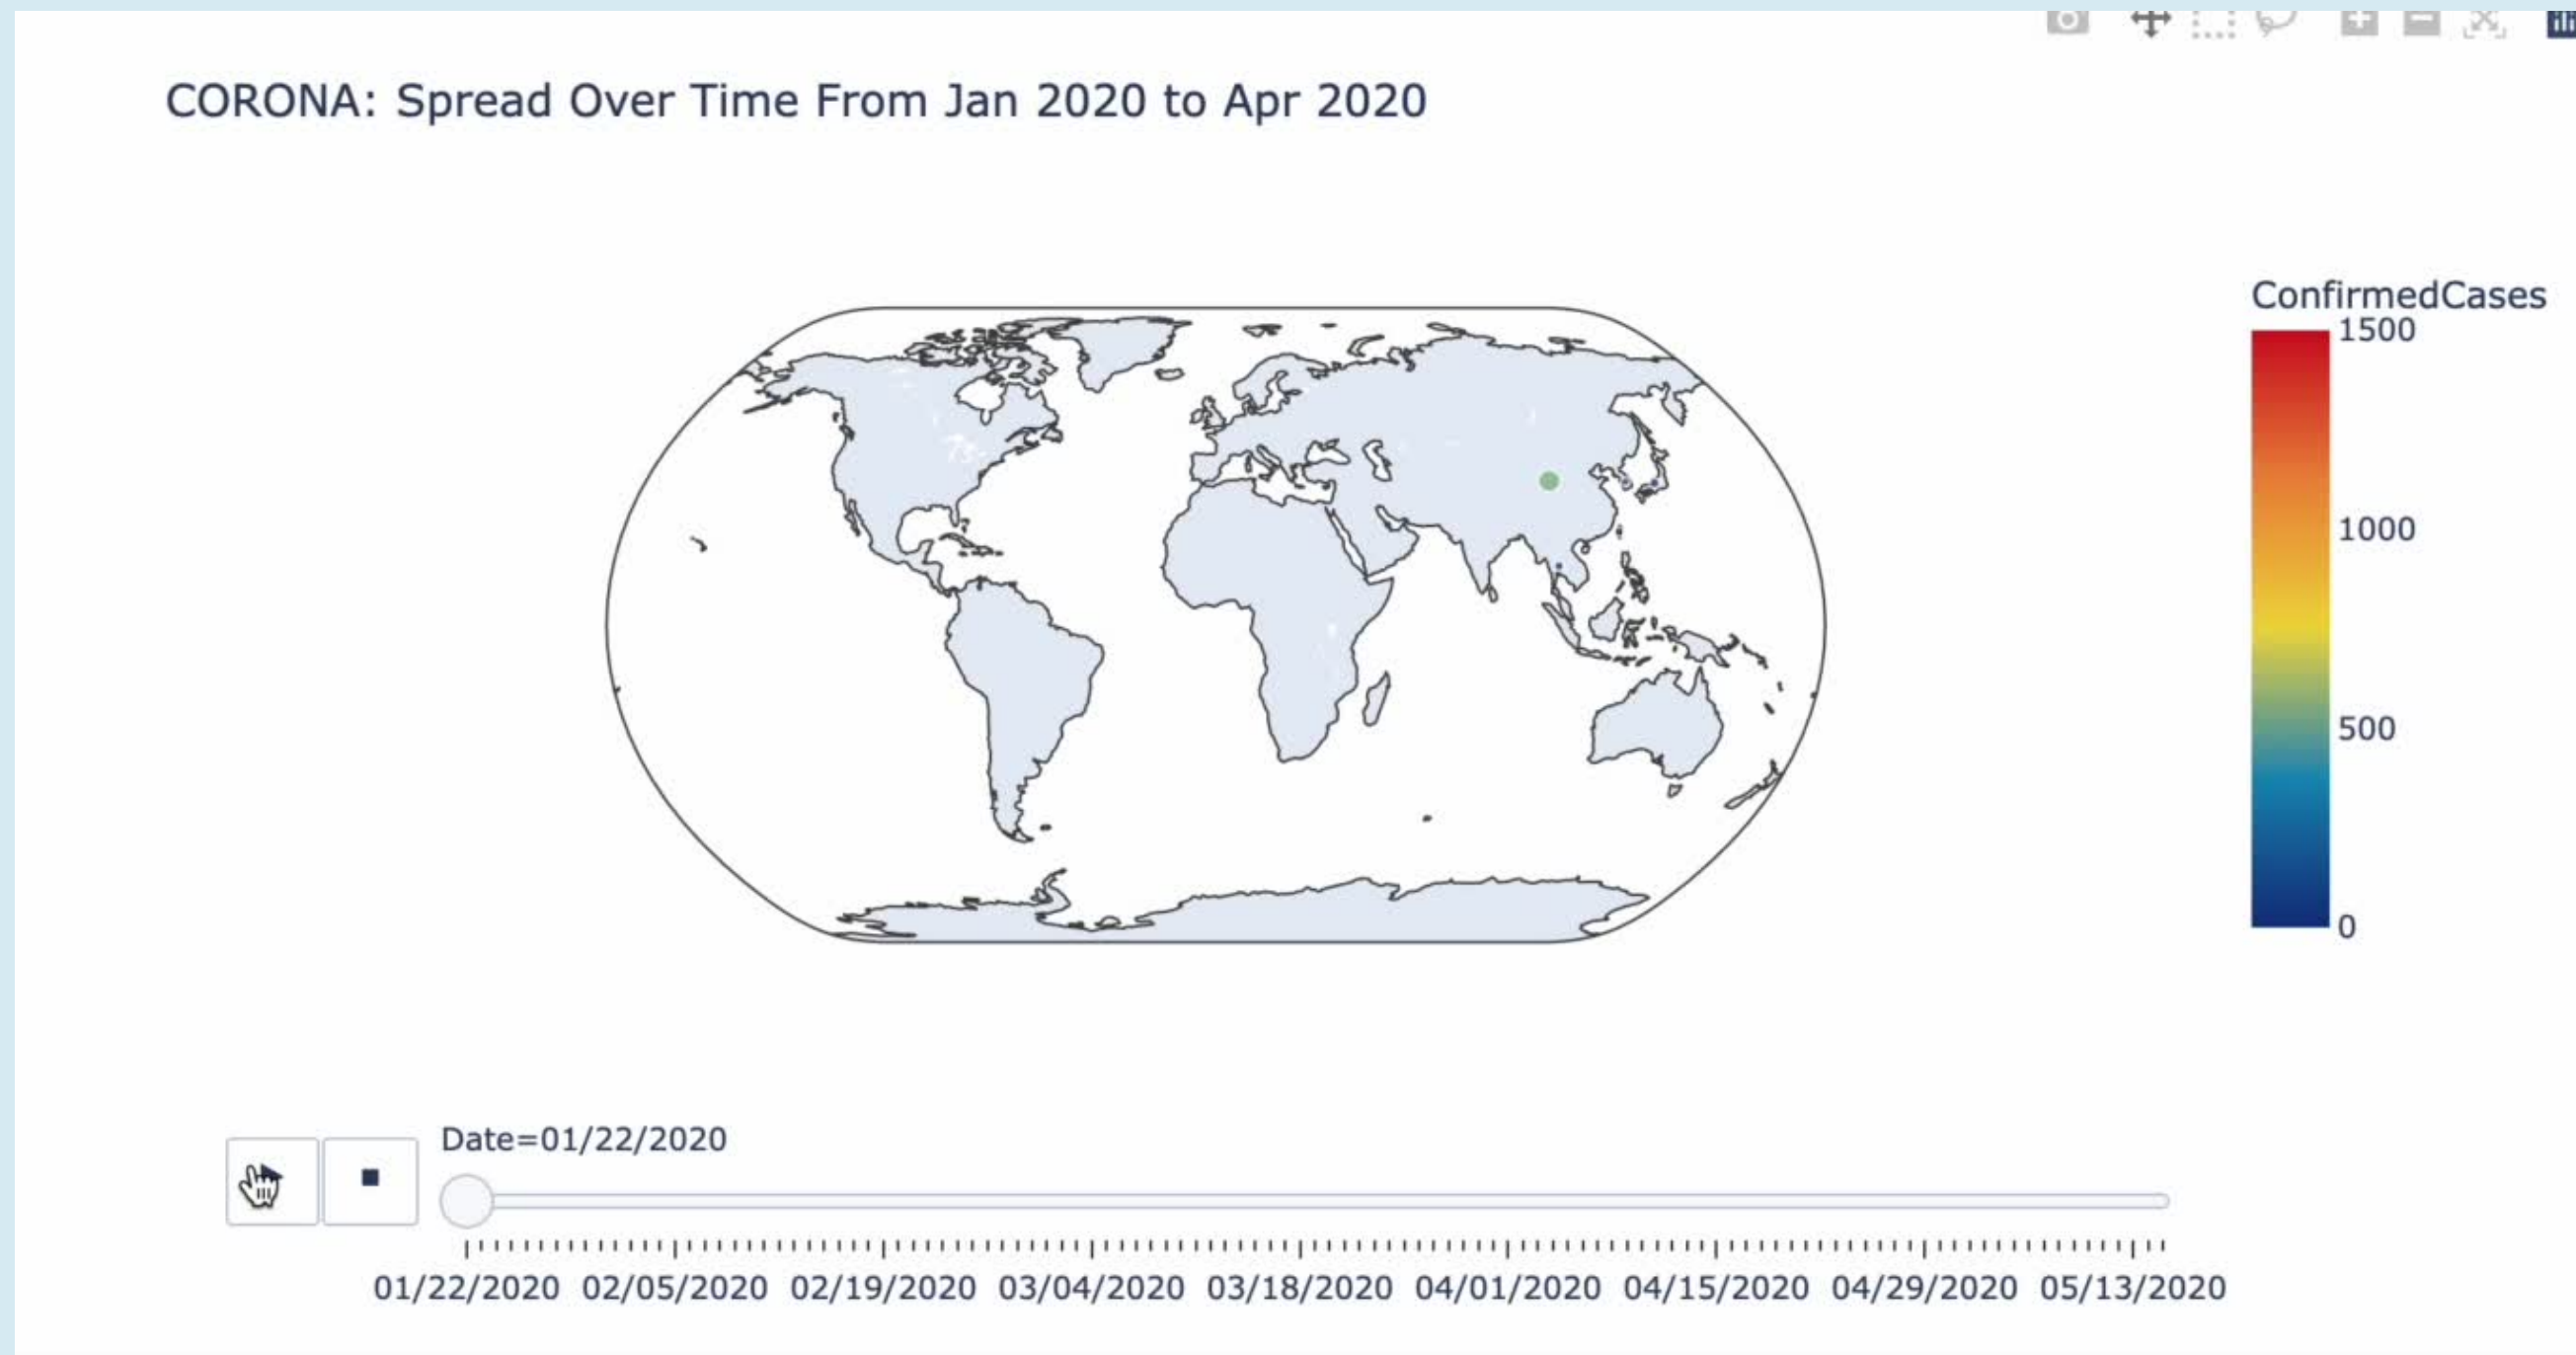 CORONA: Spread Over Time From Jan 2020 to Apr 2020
ConfirmedCases
1500
1000
500
0
Date=01/22/2020
01/22/2020 02/05/2020 02/19/2020 03/04/2020 03/18/2020 04/01/2020 04/15/2020 04/29/2020 05/13/2020